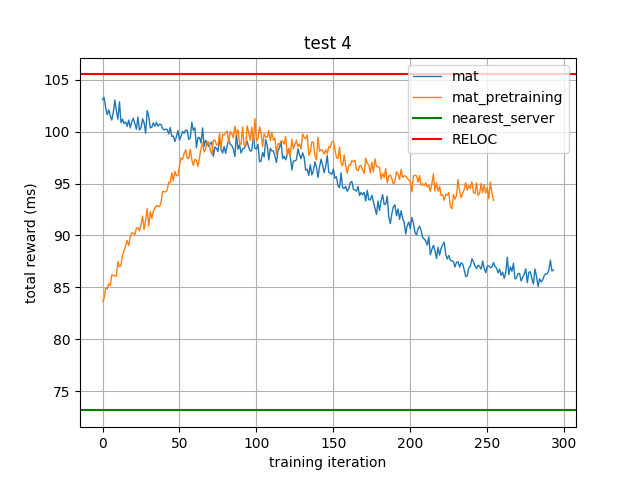 test 4
total reward (ms)
105
100
95
90
85
80
75
mat
mat_pretraining
nearest_server
RELOC
0 50 100 150 200 250 300
training iteration